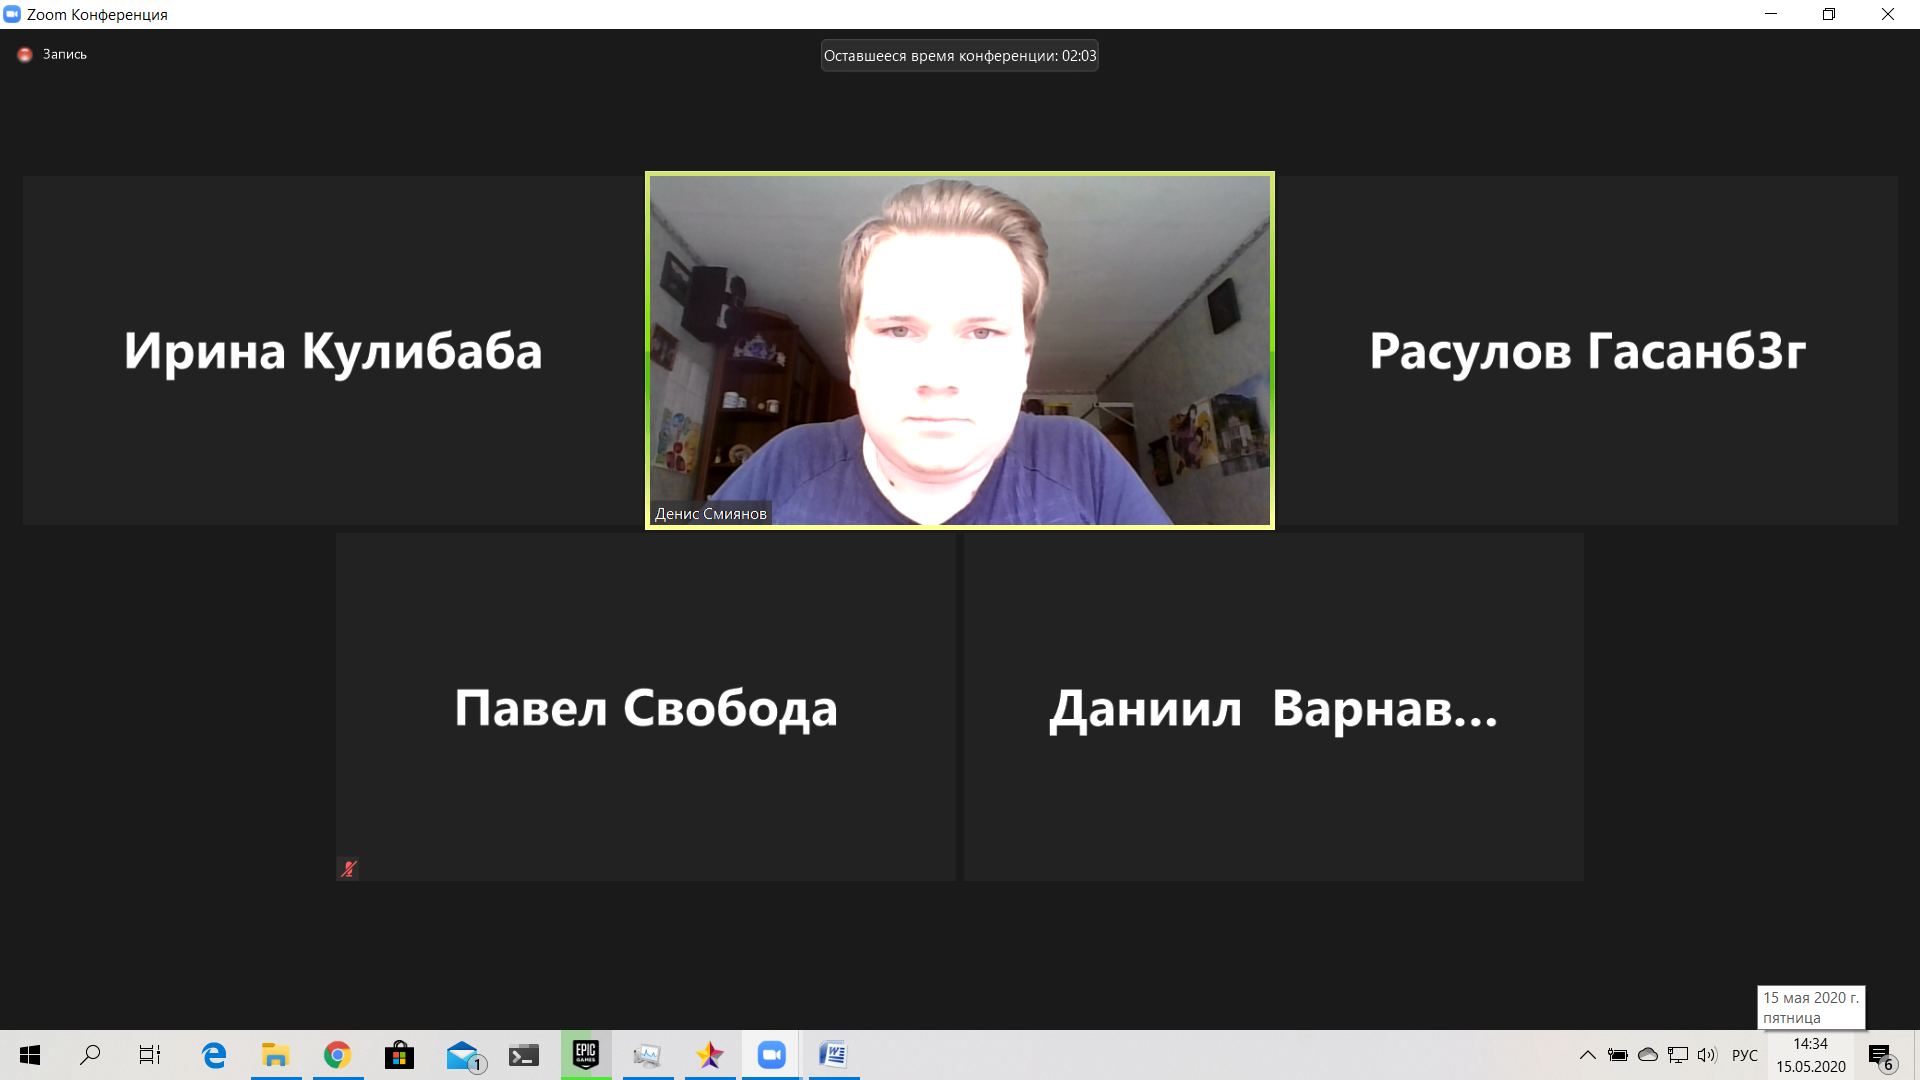 Zoom Конференция
Запись
Оставшееся время конференции: 02:03
Ирина Кулибаба
Денис Смиянов
Расулов Гасанб3г
Павел Свобода
Даниил  Варнав...
15 мая 2020 г.
пятница
1
EPIC
GAMES
W
РУС
14:34
15.05.2020
6